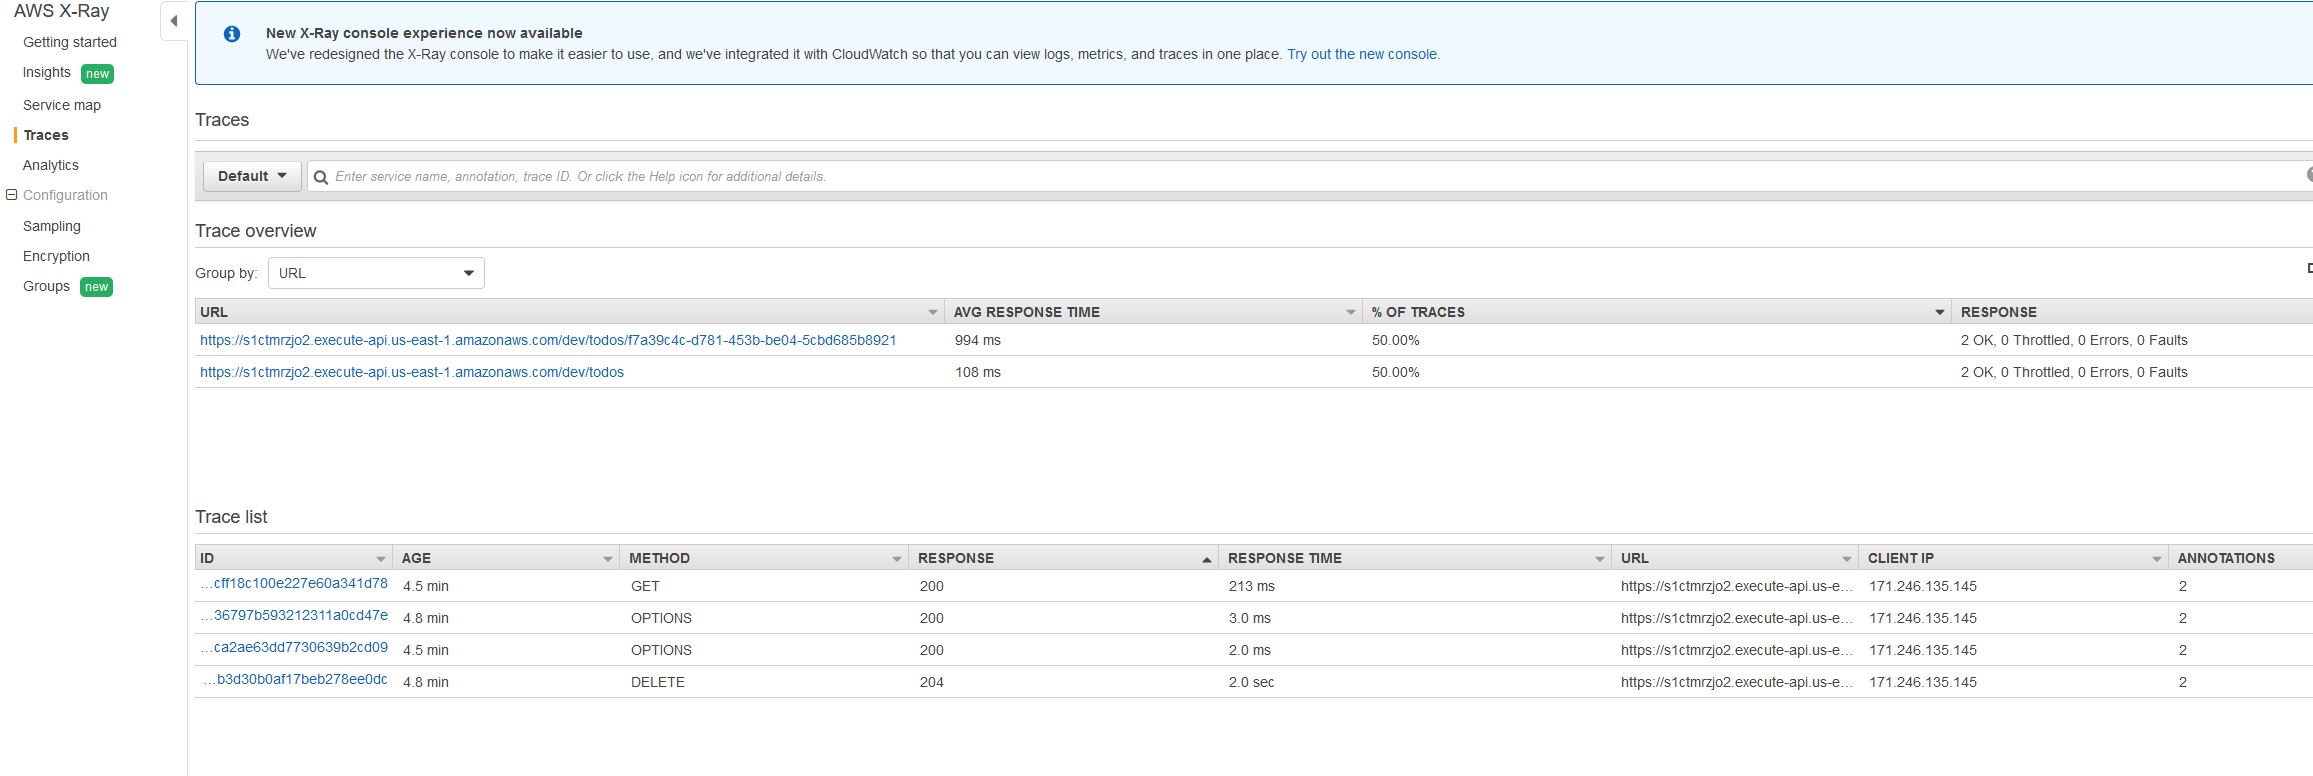 AWS X-Ray
Getting started
Insights new
Service map
Traces
Analytics
Configuration
Sampling
Encryption
Groups new
New X-Ray console experience now available
We've redesigned the X-Ray console to make it easier to use, and we've integrated it with CloudWatch so that you can view logs, metrics, and traces in one place. Try out the new console.
Traces
Default Enter service name, annotation, trace ID. Or click the Help icon for additional details.
Trace overview
Group by: URL
URL AVG RESPONSE TIME % OF TRACES RESPONSE
https://s1ctmrzjo2.execute-api.us-east-1.amazonaws.com/dev/todos/f7a39c4c-d781-453b-be04-5cbd685b8921 994 ms 50.00% 2 OK, 0 Throttled, 0 Errors, 0 Faults
https://s1ctmrzjo2.execute-api.us-east-1.amazonaws.com/dev/todos 108 ms 50.00% 2 OK, 0 Throttled, 0 Errors, 0 Faults
Trace list
ID AGE METHOD RESPONSE RESPONSE TIME URL CLIENT IP ANNOTATIONS
...cff18c100e227e60a341d78 4.5 min GET 200 213 ms https://s1ctmrzjo2.execute-api.us-e... 171.246.135.145 2
...36797b593212311a0cd47e 4.8 min OPTIONS 200 3.0 ms https://s1ctmrzjo2.execute-api.us-e... 171.246.135.145 2
...ca2ae63dd7730639b2cd09 4.5 min OPTIONS 200 2.0 ms https://s1ctmrzjo2.execute-api.us-e... 171.246.135.145 2
...b3d30b0af17beb278ee0dc 4.8 min DELETE 204 2.0 sec https://s1ctmrzjo2.execute-api.us-e... 171.246.135.145 2